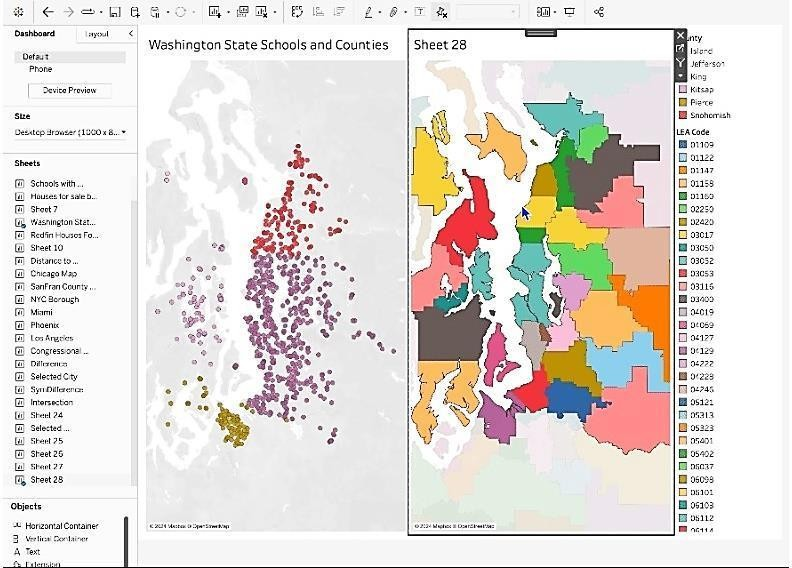 Dashboard
Layout
Default
Phone
Device Preview
Size
Desktop Browser (1000 x 8...
Sheets
Schools with ...
Houses for sale b...
Sheet 7
Washington Stat...
Redfin Houses Fo...
Sheet 10
Distance to ...
Chicago Map
SanFran County ...
NYC Borough
Miami
Phoenix
Los Angeles
Congressional ...
Difference
Selected City
SymDifference
Intersection
Sheet 24
Selected ...
Sheet 25
Sheet 26
Sheet 27
Sheet 28
Objects
Horizontal Container
Vertical Container
Text
Extension
Washington State Schools and Counties
© 2024 Mapbox © OpenStreetMap
Sheet 28
© 2024 Mapbox © OpenStreetMap
unty
Island
Jefferson
King
Kitsap
Pierce
Snohomish
LEA Code
01109
01122
01147
01158
01160
02250
02420
03017
03050
03052
03053
03116
03400
04019
04069
04127
04129
04222
04228
04246
05121
05313
05323
05401
05402
06037
06098
06101
06103
06112
06114